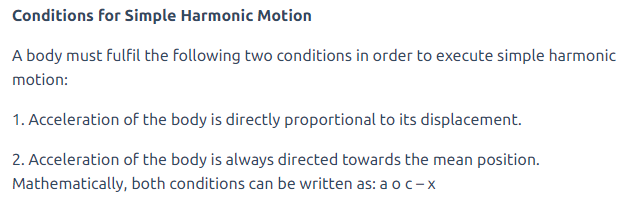 Conditions for Simple Harmonic Motion
A body must fulfil the following two conditions in order to execute simple harmonic
motion:
1. Acceleration of the body is directly proportional to its displacement.
2. Acceleration of the body is always directed towards the mean position.
Mathematically, both conditions can be written as: a o c – x